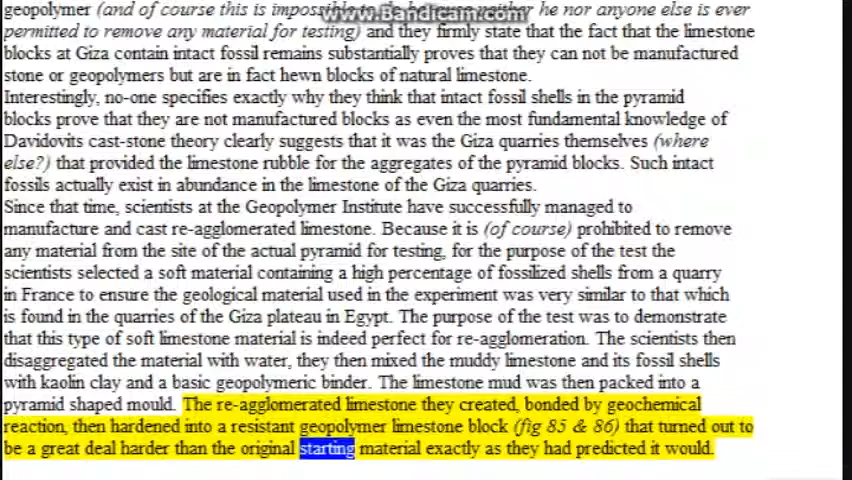 geopolymer (and of course this is impossible to do because neither he nor anyone else is ever
www.Bandicam.com
permitted to remove any material for testing) and they firmly state that the fact that the limestone
blocks at Giza contain intact fossil remains substantially proves that they can not be manufactured
stone or geopolymers but are in fact hewn blocks of natural limestone.
Interestingly, no-one specifies exactly why they think that intact fossil shells in the pyramid
blocks prove that they are not manufactured blocks as even the most fundamental knowledge of
Davidovits cast-stone theory clearly suggests that it was the Giza quarries themselves (where
else?) that provided the limestone rubble for the aggregates of the pyramid blocks. Such intact
fossils actually exist in abundance in the limestone of the Giza quarries.
Since that time, scientists at the Geopolymer Institute have successfully managed to
manufacture and cast re-agglomerated limestone. Because it is (of course) prohibited to remove
any material from the site of the actual pyramid for testing, for the purpose of the test the
scientists selected a soft material containing a high percentage of fossilized shells from a quarry
in France to ensure the geological material used in the experiment was very similar to that which
is found in the quarries of the Giza plateau in Egypt. The purpose of the test was to demonstrate
that this type of soft limestone material is indeed perfect for re-agglomeration. The scientists then
disaggregated the material with water, they then mixed the muddy limestone and its fossil shells
with kaolin clay and a basic geopolymeric binder. The limestone mud was then packed into a
pyramid shaped mould. The re-agglomerated limestone they created, bonded by geochemical
reaction, then hardened into a resistant geopolymer limestone block (fig 85 & 86) that turned out to
be a great deal harder than the original starting material exactly as they had predicted it would.